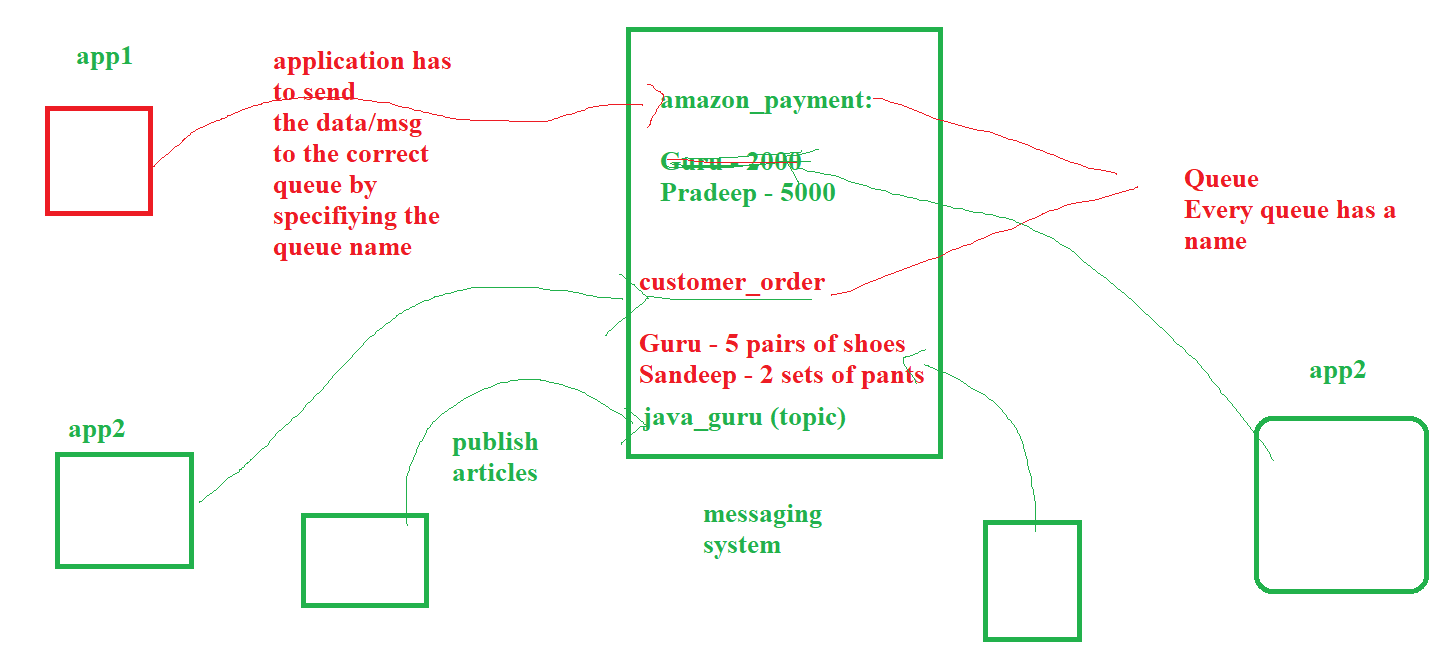 app1
application has
to send
the data/msg
to the correct
queue by
specifiying the
queue name
amazon_payment:
Guru - 2000
Pradeep - 5000
Queue
Every queue has a
name
customer_order
Guru - 5 pairs of shoes
Sandeep - 2 sets of pants
java_guru (topic)
app2
app2
publish
articles
messaging
system